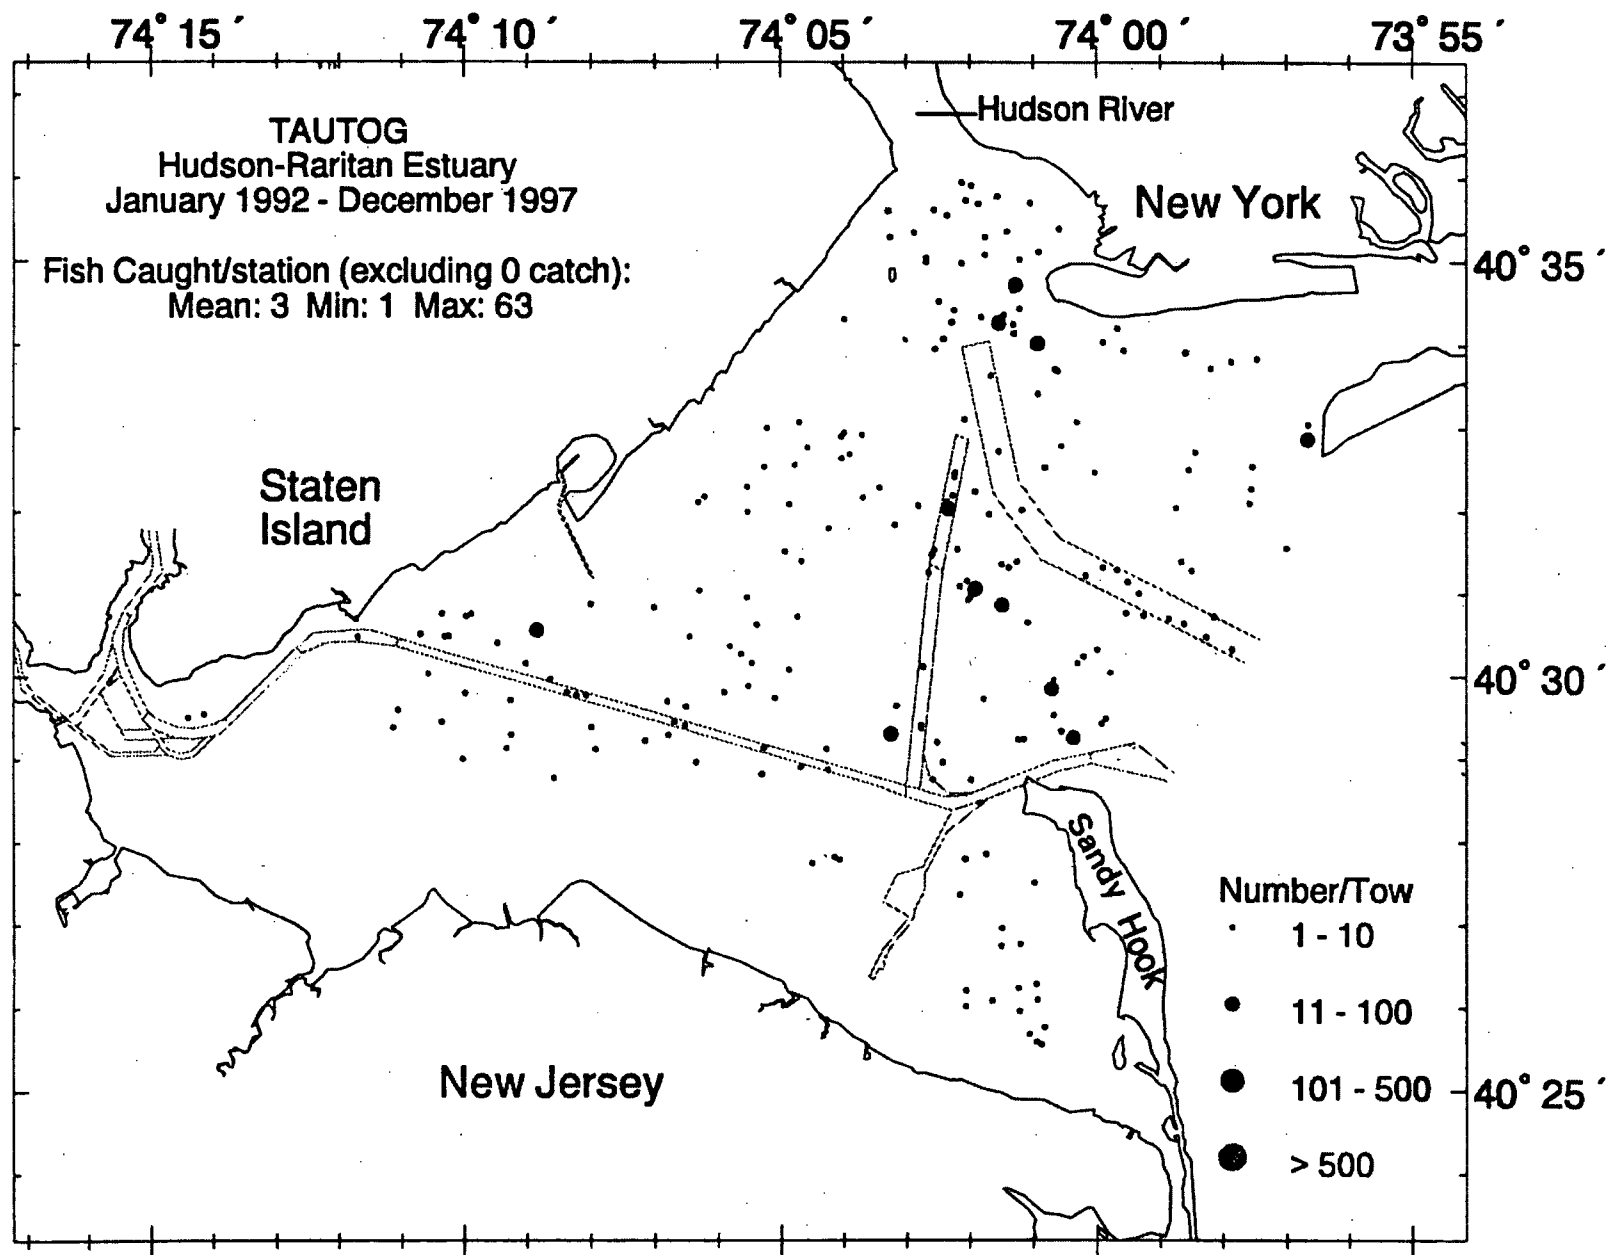 74° 15 ´ 74° 10 ´ 74° 05 ´ 74° 00 ´ 73° 55 ´
Hudson River
TAUTOG
Hudson-Raritan Estuary
January 1992 - December 1997
New York
Fish Caught/station (excluding 0 catch):
Mean: 3 Min: 1 Max: 63
40° 35 ´
Staten
Island
40° 30 ´
Sandy Hook
Number/Tow
1 - 10
11 - 100
New Jersey
101 - 500
40° 25 ´
> 500